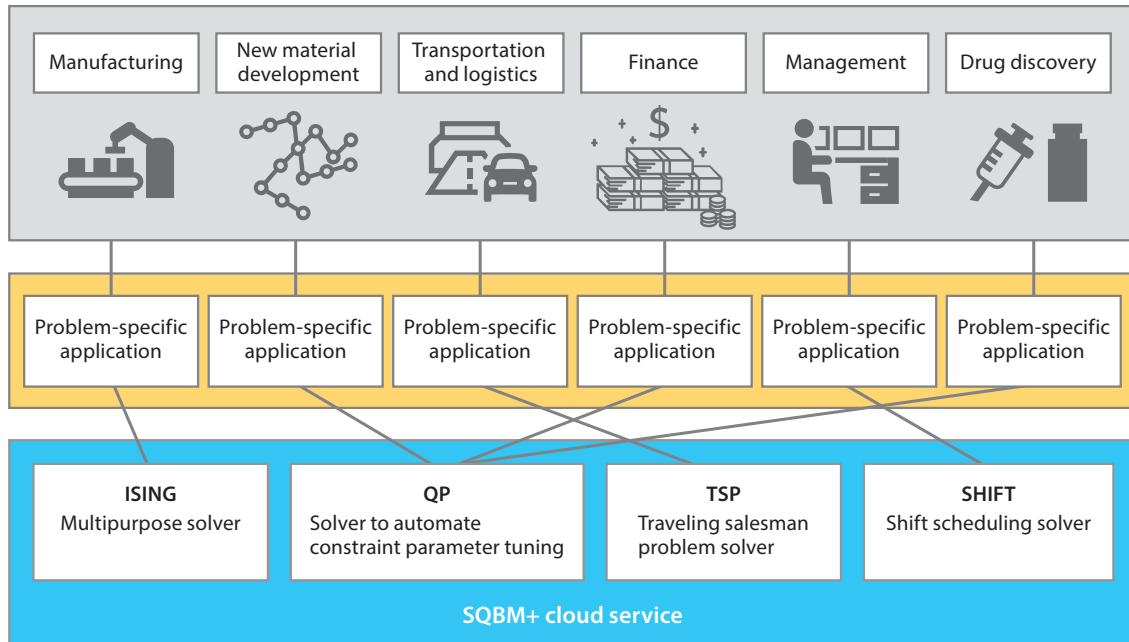 Manufacturing
New material
development
Transportation
and logistics
Finance
Management
Drug discovery
$
Problem-specific
application
Problem-specific
application
Problem-specific
application
Problem-specific
application
Problem-specific
application
Problem-specific
application
ISING
Multipurpose solver
QP
Solver to automate
constraint parameter tuning
TSP
Traveling salesman
problem solver
SHIFT
Shift scheduling solver
SQBM+ cloud service